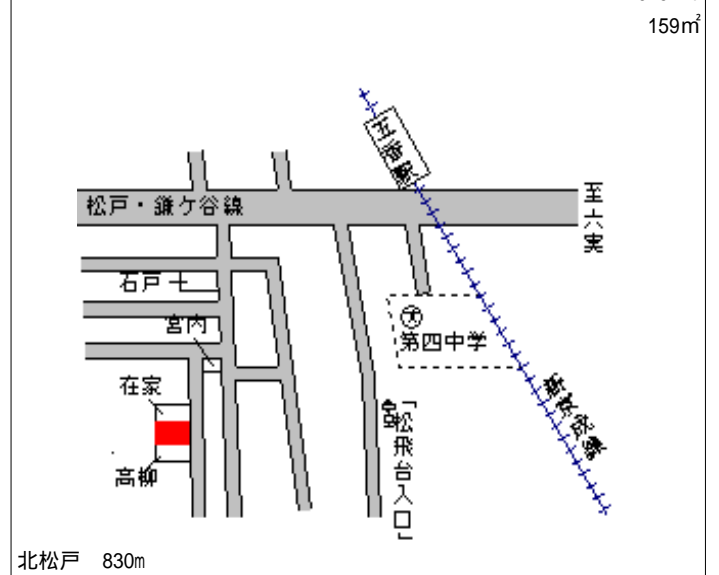 159㎡
五香駅
松戸・鎌ケ谷線
至六実
石戸
宮内
第四中学
在家
新京成線
「松飛台入口」
高柳
北松戸　830m